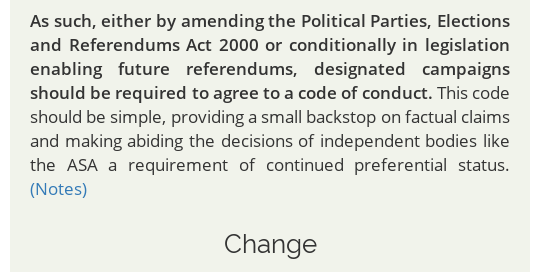 As such, either by amending the Political Parties, Elections
and Referendums Act 2000 or conditionally in legislation
enabling future referendums, designated campaigns
should be required to agree to a code of conduct. This code
should be simple, providing a small backstop on factual claims
and making abiding the decisions of independent bodies like
the ASA a requirement of continued preferential status.
(Notes)
Change